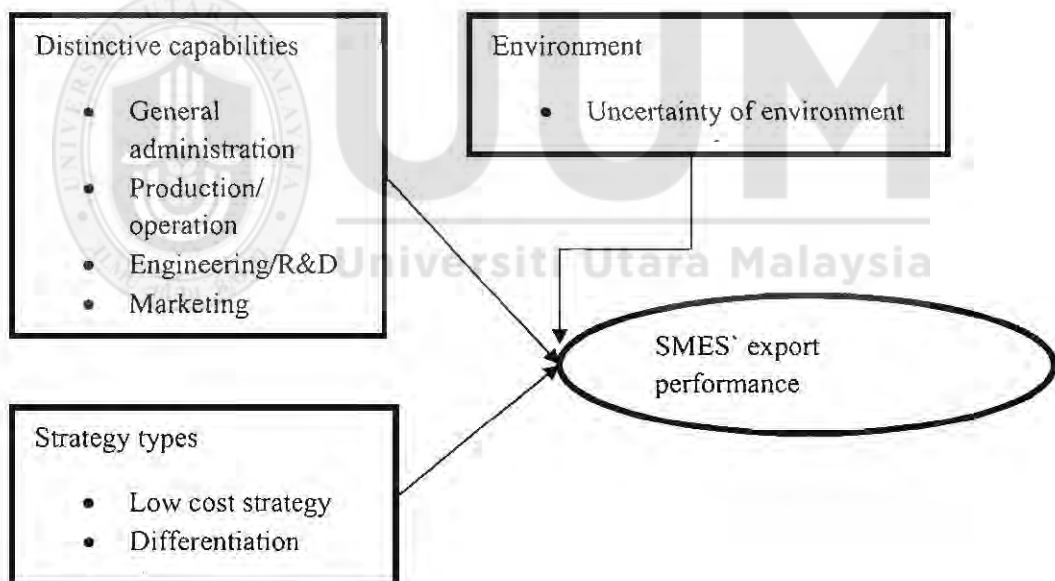 Distinctive capabilities
• General
administration
• Production/
operation
• Engineering/R&D
• Marketing
Environment
• Uncertainty of environment
UUM
Universiti Utara Malaysia
SMES` export
performance
Strategy types
• Low cost strategy
• Differentiation